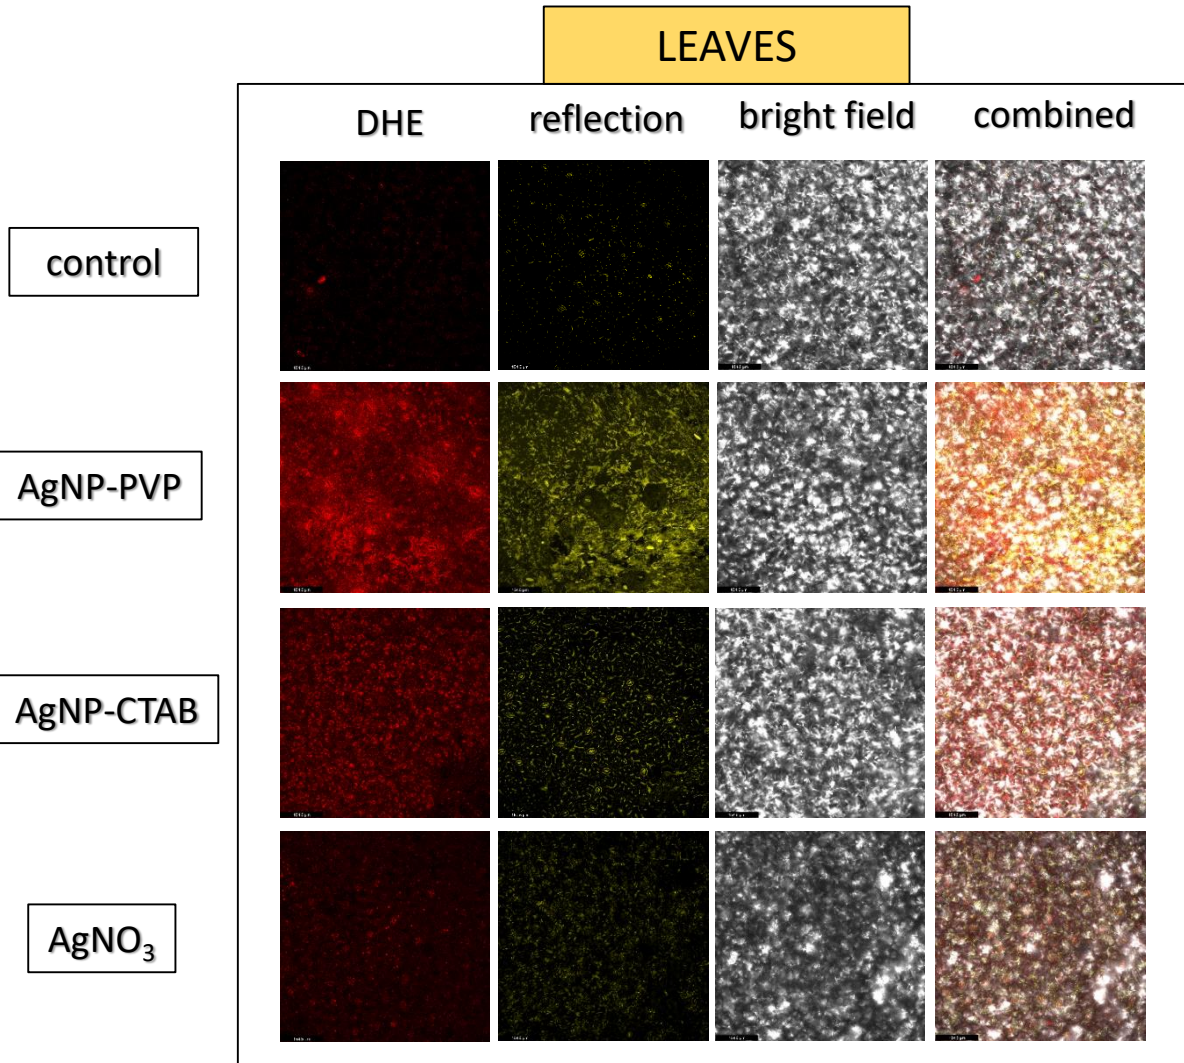 LEAVES
DHE reflection bright field combined
control
AgNP-PVP
AgNP-CTAB
AgNO₃